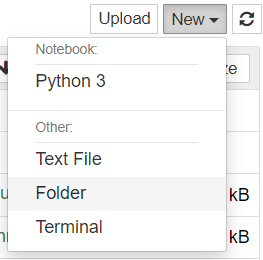 Upload New
Notebook:
Python 3
Other:
Text File
Folder
kB
Terminal
kB